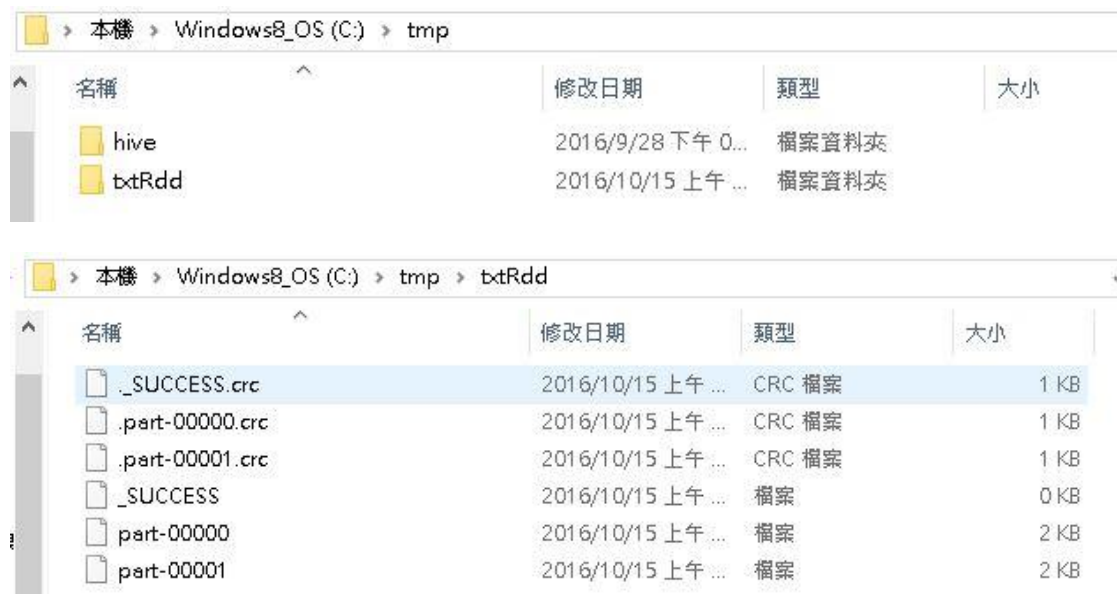 本機 > Windows8_OS (C:) > tmp
名稱 修改日期 類型 大小
hive 2016/9/28 下午 0... 檔案資料夾
txtRdd 2016/10/15 上午 ... 檔案資料夾
本機 > Windows8_OS (C:) > tmp > txtRdd
名稱 修改日期 類型 大小
._SUCCESS.crc 2016/10/15 上午 ... CRC 檔案 1 KB
.part-00000.crc 2016/10/15 上午 ... CRC 檔案 1 KB
.part-00001.crc 2016/10/15 上午 ... CRC 檔案 1 KB
_SUCCESS 2016/10/15 上午 ... 檔案 0 KB
part-00000 2016/10/15 上午 ... 檔案 2 KB
part-00001 2016/10/15 上午 ... 檔案 2 KB